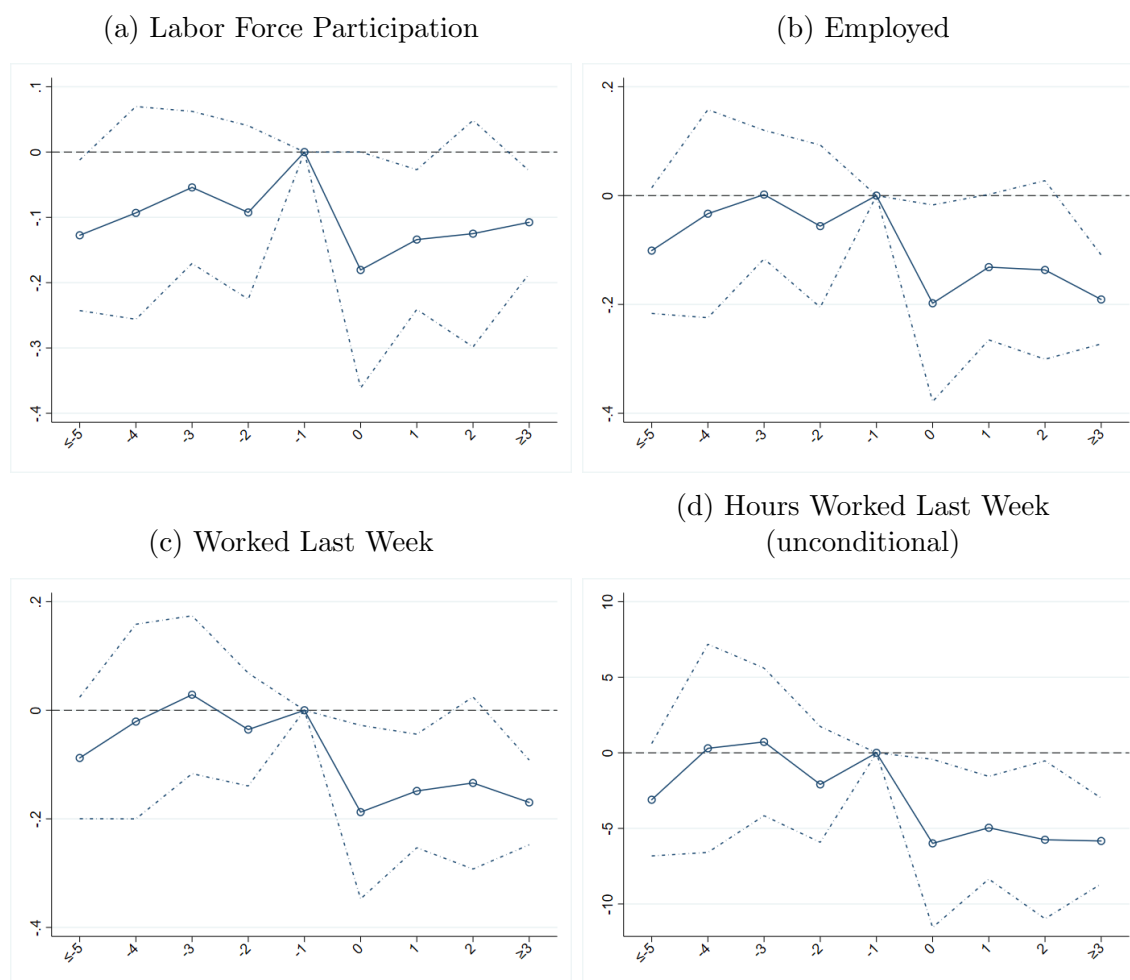 (a) Labor Force Participation
.1
0
-.1
-.2
-.3
-.4
≤-5 -4 -3 -2 -1 0 1 2 ≥3
(b) Employed
.2
0
-.2
-.4
≤-5 -4 -3 -2 -1 0 1 2 ≥3
(c) Worked Last Week
.2
0
-.2
-.4
≤-5 -4 -3 -2 -1 0 1 2 ≥3
(d) Hours Worked Last Week
(unconditional)
10
5
0
-5
-10
≤-5 -4 -3 -2 -1 0 1 2 ≥3